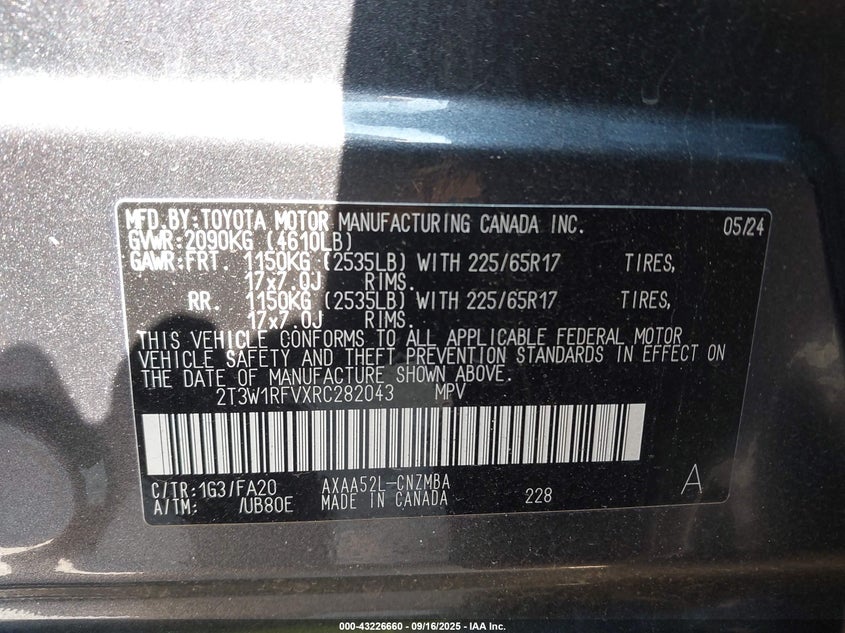 MFD.BY:TOYOTA MOTOR MANUFACTURING CANADA INC. 05/24
GVWR:2090KG (4610LB)
GAWR:FRT. 1150KG (2535LB) WITH 225/65R17 TIRES,
17x7.0J RIMS.
RR. 1150KG (2535LB) WITH 225/65R17 TIRES,
17x7.0J RIMS.
THIS VEHICLE CONFORMS TO ALL APPLICABLE FEDERAL MOTOR
VEHICLE SAFETY AND THEFT PREVENTION STANDARDS IN EFFECT ON
THE DATE OF MANUFACTURE SHOWN ABOVE.
2T3W1RFVXRC282043 MPV
C/TR:1G3/FA20 AXAA52L-CNZMBA
A/TM: /UB80E MADE IN CANADA 228 A
000-43226660 - 09/16/2025 - IAA Inc.